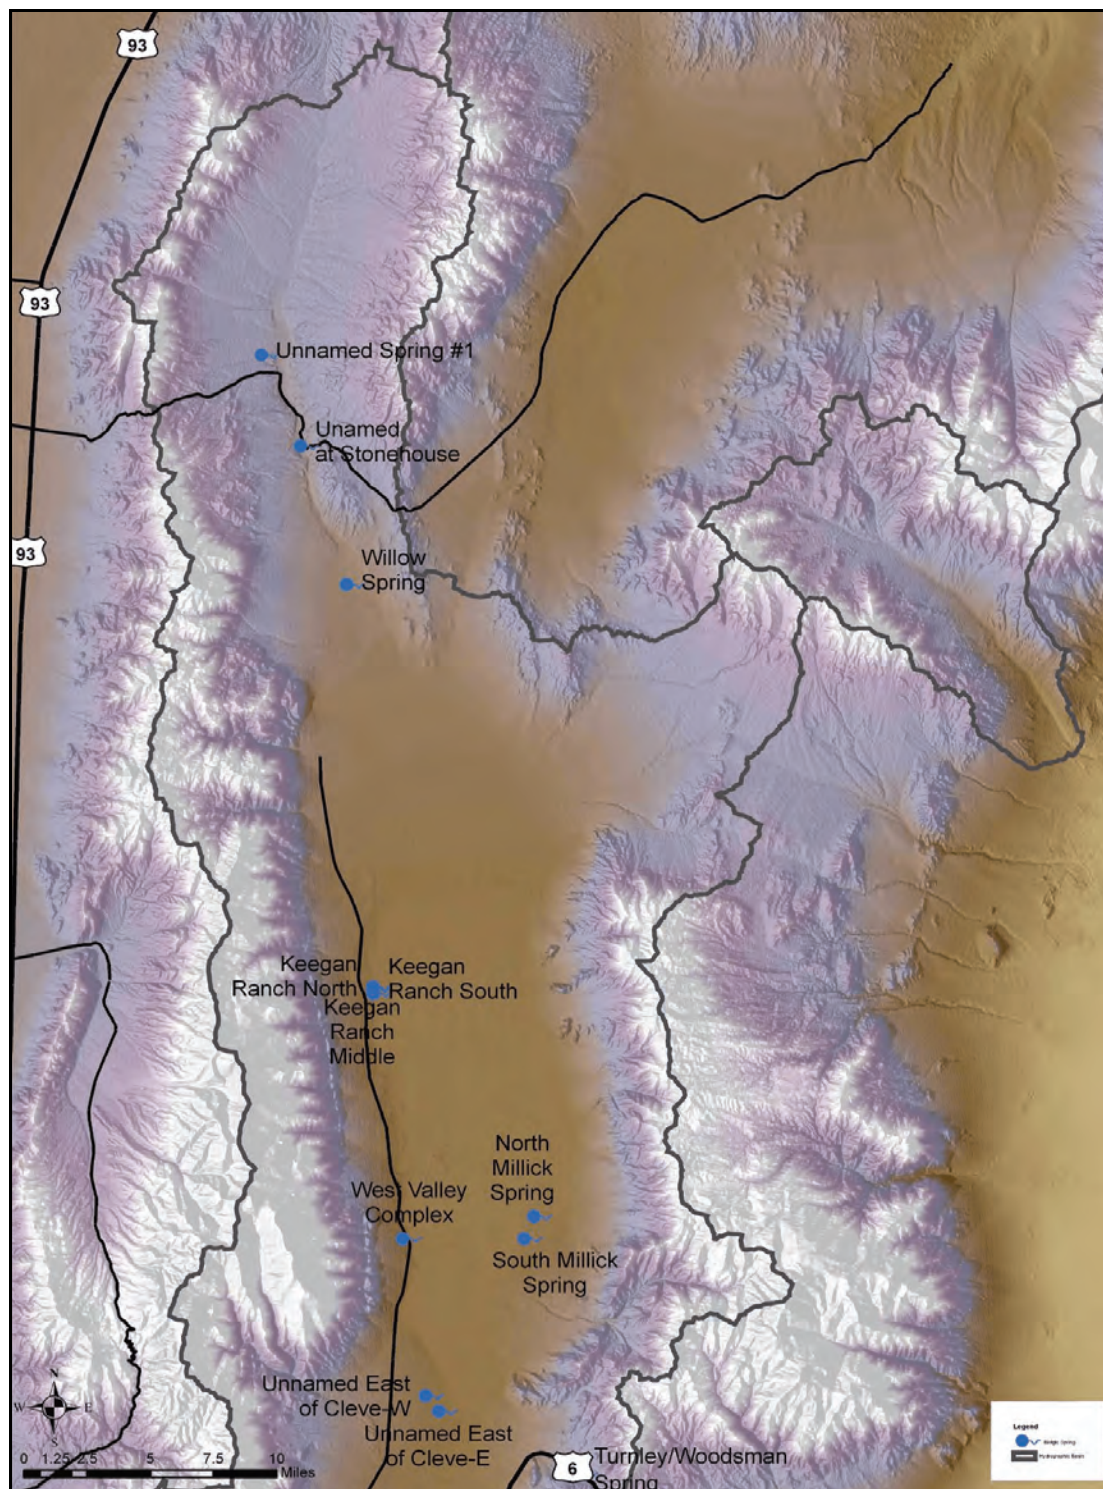 93
93
Unnamed Spring #1
Unamed
at Stonehouse
93
Willow
Spring
Keegan
Ranch North
Keegan
Ranch South
Keegan
Ranch
Middle
North
Millick
Spring
West Valley
Complex
South Millick
Spring
Unnamed East
of Cleve-W
Unnamed East
of Cleve-E
N
W
E
S
0 1.25 2.5 5 7.5 10
Miles
6
Turnley/Woodsman
Spring
Legend
Hydrographic Basin